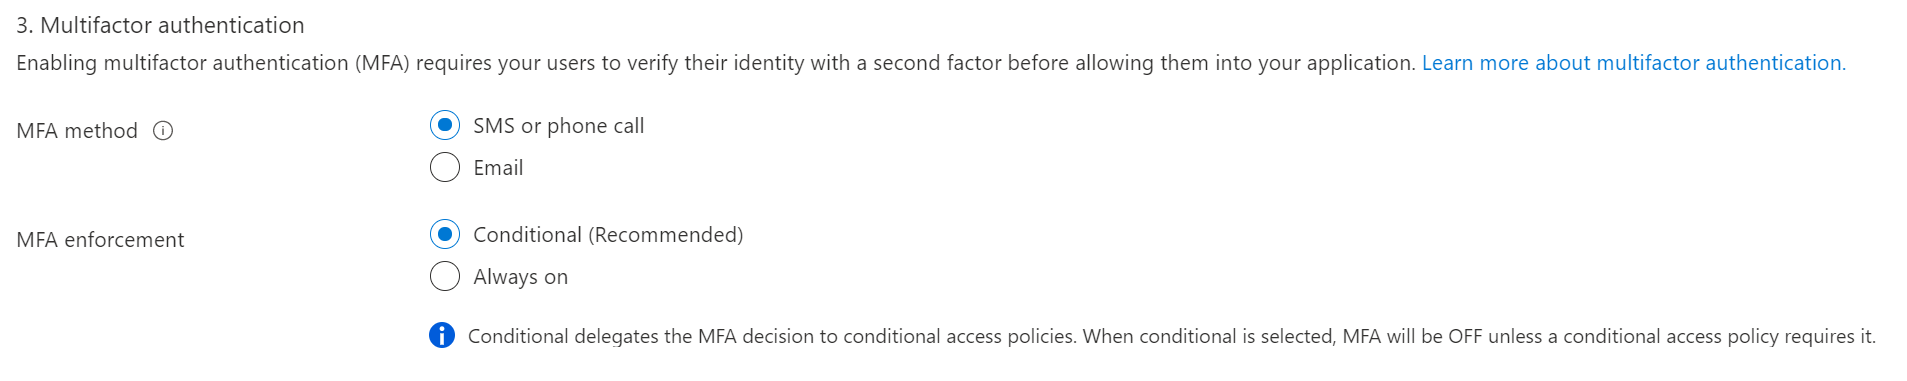 3. Multifactor authentication
Enabling multifactor authentication (MFA) requires your users to verify their identity with a second factor before allowing them into your application. Learn more about multifactor authentication.
MFA method
SMS or phone call
Email
MFA enforcement
Conditional (Recommended)
Always on
Conditional delegates the MFA decision to conditional access policies. When conditional is selected, MFA will be OFF unless a conditional access policy requires it.